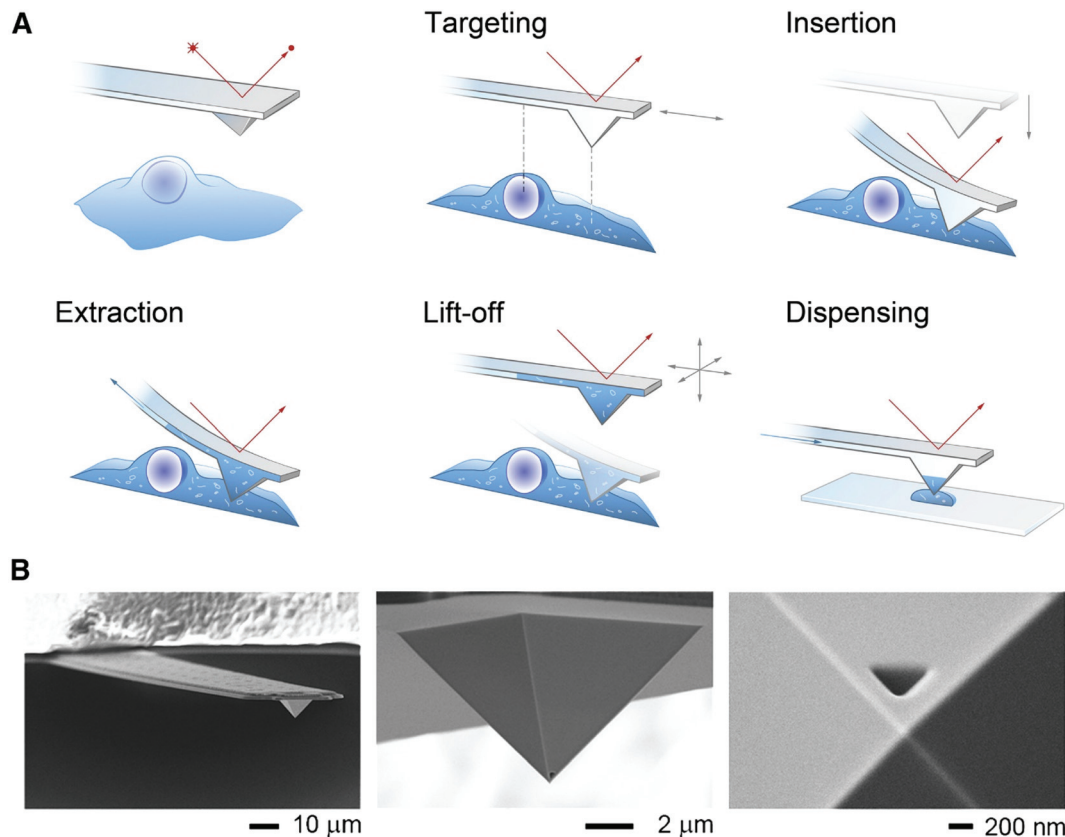 A
Targeting
Insertion
Extraction
Lift-off
Dispensing
B
10 μm
2 μm
200 nm